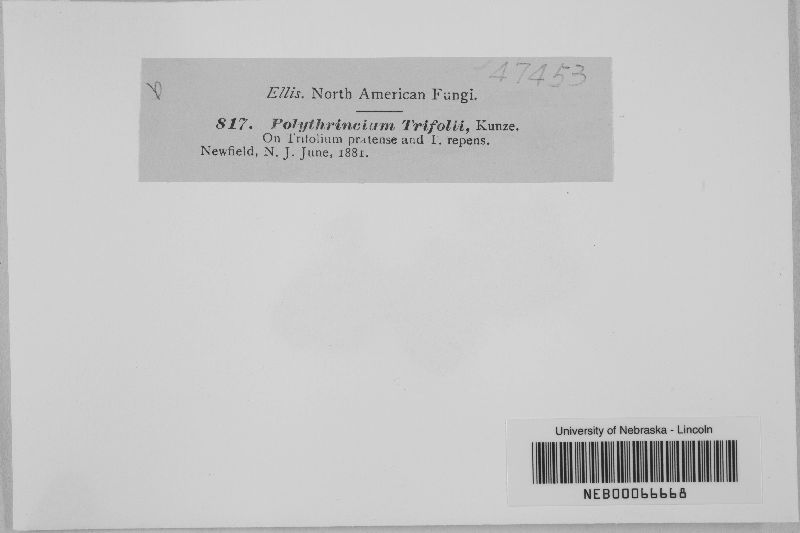 47453
Ellis. North American Fungi.
817. Polythrincium Trifolii, Kunze.
On Trifolium pratense and T. repens.
Newfield, N. J. June, 1881.
University of Nebraska - Lincoln
NEB00066668